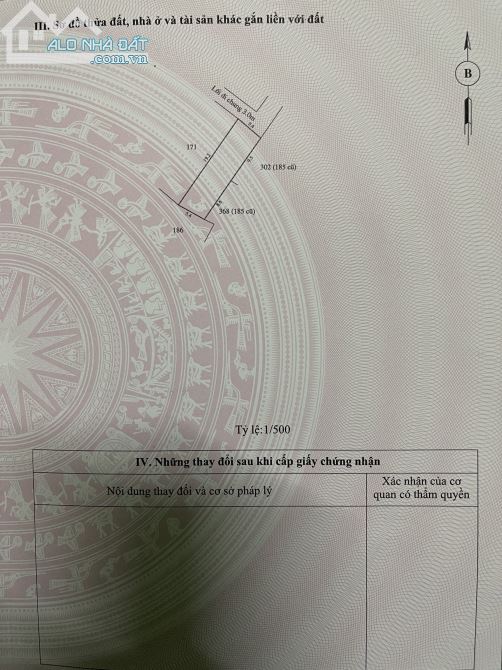 III. Sơ đồ thửa đất, nhà ở và tài sản khác gắn liền với đất
ALO NHÀ ĐẤT
.com.vn
B
Lối đi chung 3.0m
171
302 (185 cũ)
368 (185 cũ)
186
Tỷ lệ:1/500
IV. Những thay đổi sau khi cấp giấy chứng nhận
Nội dung thay đổi và cơ sở pháp lý
Xác nhận của cơ
quan có thẩm quyền